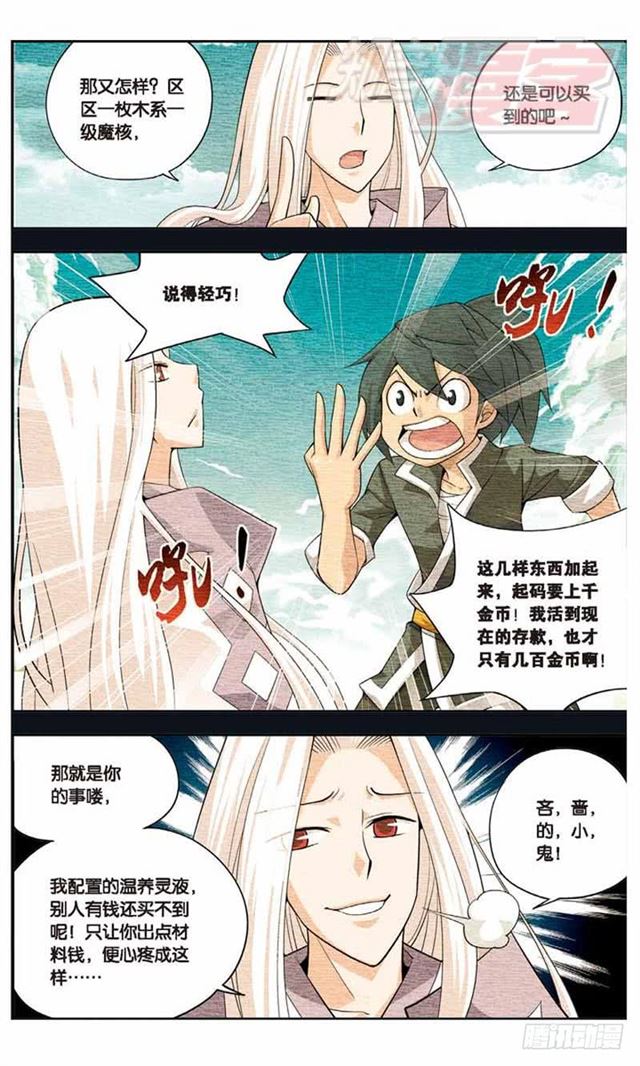 那又怎样？区
区一枚木系一
级魔核，
还是可以买
到的吧～
说得轻巧！
吼！
吼！
这几样东西加起
来，起码要上千
金币！我活到现
在的存款，也才
只有几百金币啊！
那就是你
的事喽，
我配置的温养灵液，
别人有钱还买不到
呢！只让你出点材
料钱，便心疼成这
样……
吝，啬，
的，小，
鬼！
腾讯动漫